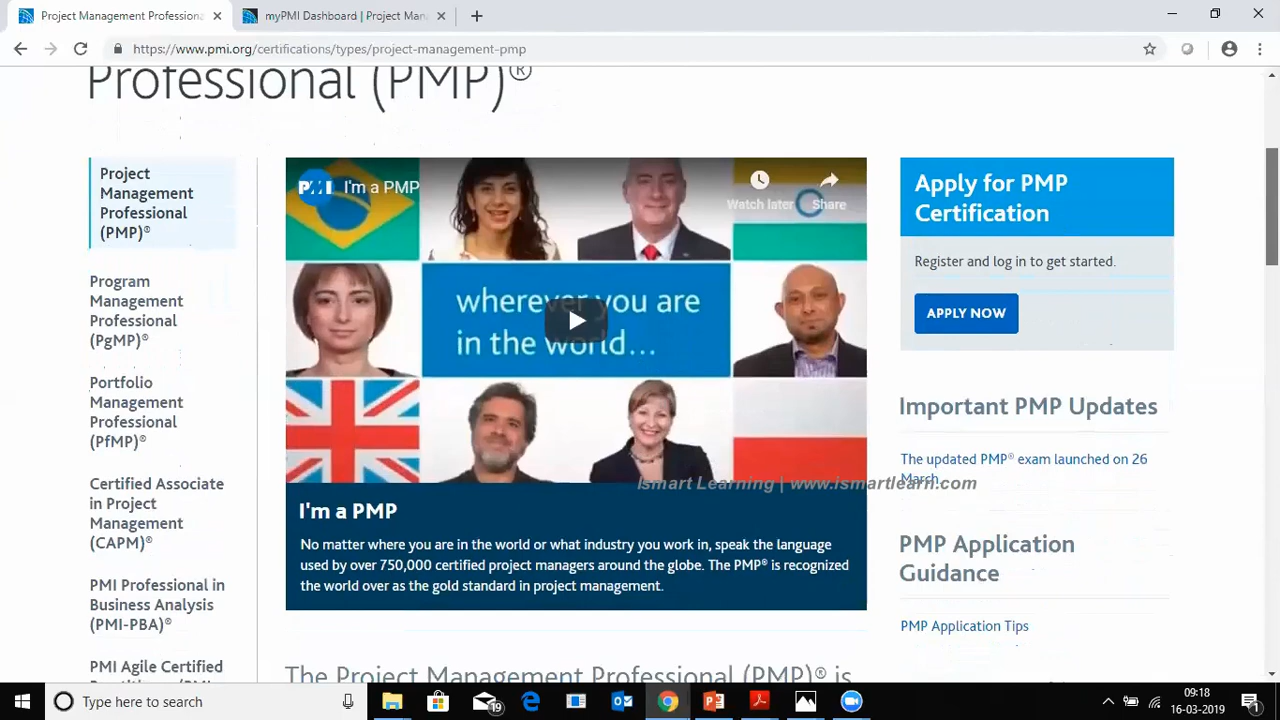 Project Management Professiona
myPMI Dashboard | Project Man
https://www.pmi.org/certifications/types/project-management-pmp
Professional (PMP)®
Project
Management
Professional
(PMP)®
Program
Management
Professional
(PgMP)®
Portfolio
Management
Professional
(PfMP)®
Certified Associate
in Project
Management
(CAPM)®
PMI Professional in
Business Analysis
(PMI-PBA)®
PMI Agile Certified
PMI
I'm a PMP
Watch later
Share
wherever you are
in the world...
I'm a PMP
No matter where you are in the world or what industry you work in, speak the language
used by over 750,000 certified project managers around the globe. The PMP® is recognized
the world over as the gold standard in project management.
The Project Management Professional (PMP)® is
Apply for PMP
Certification
Register and log in to get started.
APPLY NOW
Important PMP Updates
The updated PMP® exam launched on 26
March.
Ismart Learning | www.ismartlearn.com
PMP Application
Guidance
PMP Application Tips
Type here to search
19
09:18
16-03-2019
1